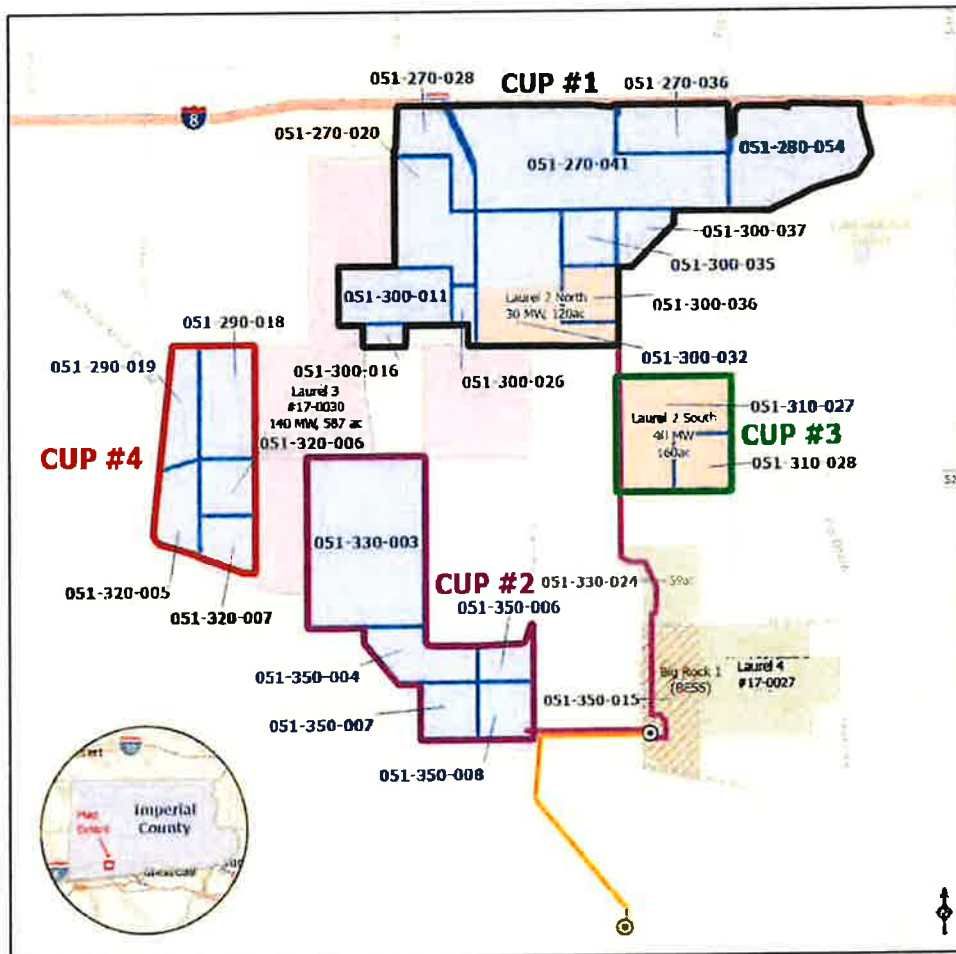 051-270-028
CUP #1
051-270-036
8
051-270-020
051-270-041
051-280-054
051-300-037
051-300-035
051-300-011
Laurel 2 North
30 MW, 120ac
051-300-036
051-290-018
051-300-032
051-290-019
051-300-016
051-300-026
Laurel 3
#17-0030
140 MW, 587 ac
051-310-027
Laurel 2 South
40 MW
160ac
CUP #3
051-320-006
CUP #4
051-310-028
051-330-003
CUP #2
051-330-024
59ac
051-320-005
051-350-006
051-320-007
051-350-004
Big Rock 1
(BESS)
Laurel 4
#17-0027
051-350-015
051-350-007
051-350-008
Imperial
County
Map
Extent